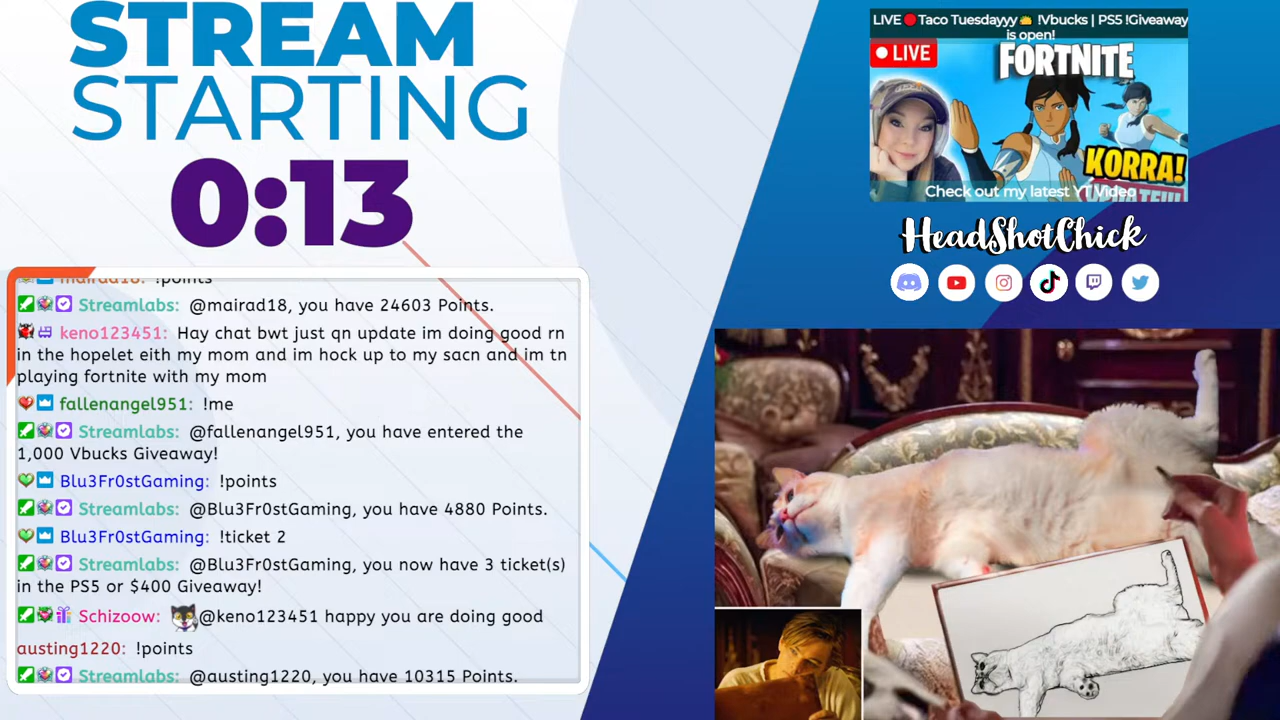 STREAM
STARTING
0:13
mairad18: !points
Streamlabs: @mairad18, you have 24603 Points.
keno123451: Hay chat bwt just qn update im doing good rn
in the hopelet eith my mom and im hock up to my sacn and im tn
playing fortnite with my mom
fallenangel951: !me
Streamlabs: @fallenangel951, you have entered the
1,000 Vbucks Giveaway!
Blu3Fr0stGaming: !points
Streamlabs: @Blu3Fr0stGaming, you have 4880 Points.
Blu3Fr0stGaming: !ticket 2
Streamlabs: @Blu3Fr0stGaming, you now have 3 ticket(s)
in the PS5 or $400 Giveaway!
Schizoow: @keno123451 happy you are doing good
austing1220: !points
Streamlabs: @austing1220, you have 10315 Points.
LIVE Taco Tuesdayyy !Vbucks | PS5 !Giveaway
is open!
LIVE
FORTNITE
KORRA!
Check out my latest YT Video
HeadShotChick